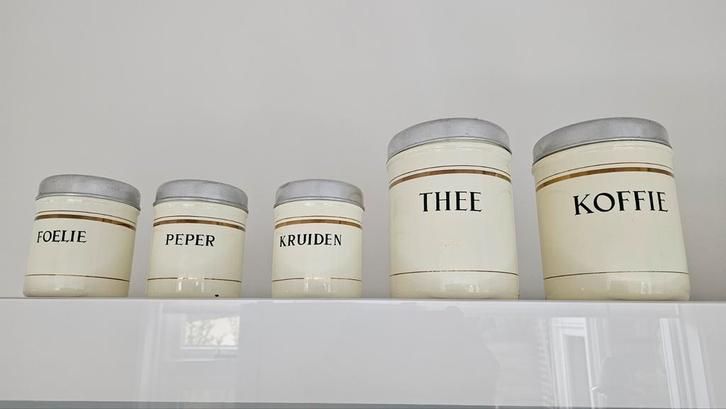 FOELIE
PEPER
KRUIDEN
THEE
KOFFIE